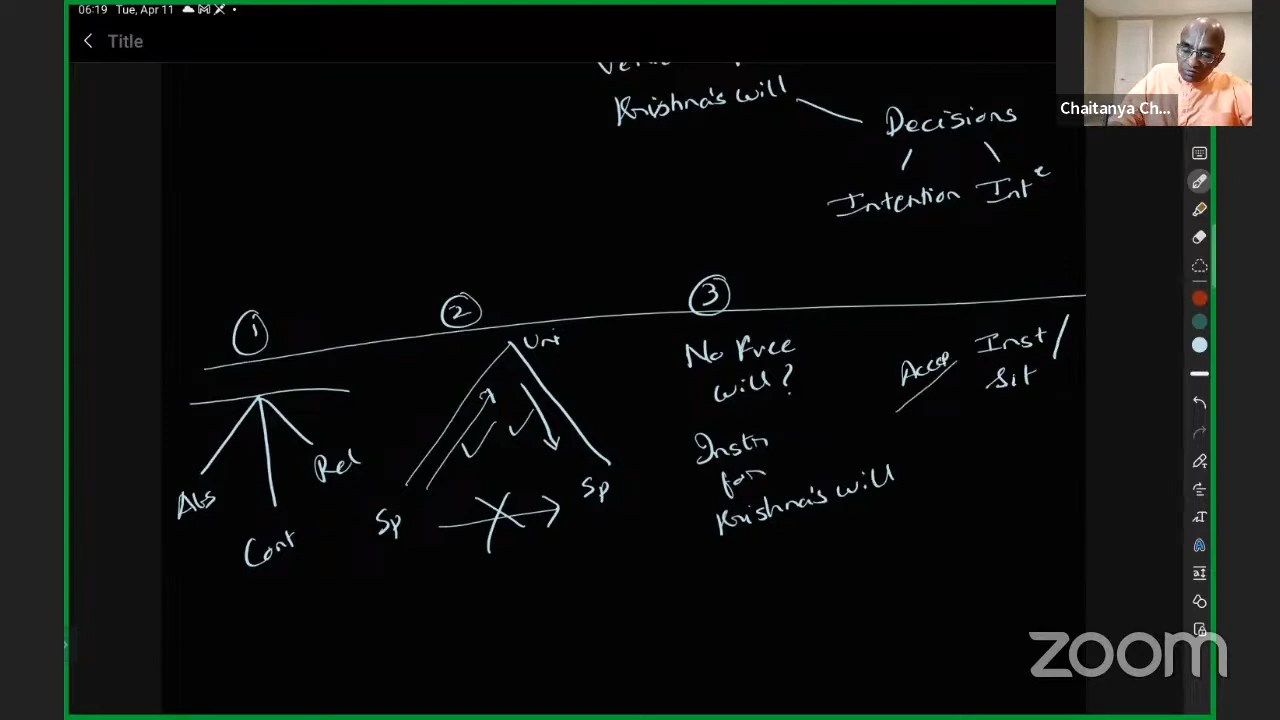 06:19 Tue, Apr 11
Title
Chaitanya Ch...
Krishna's will
Decisions
Intention Int^e
①
②
③
Abs
Cont
Rel
Uni
Sp
Sp
No Free
will?
Instn
for
Krishna's will
Accep
Inst/
Sit
zoom